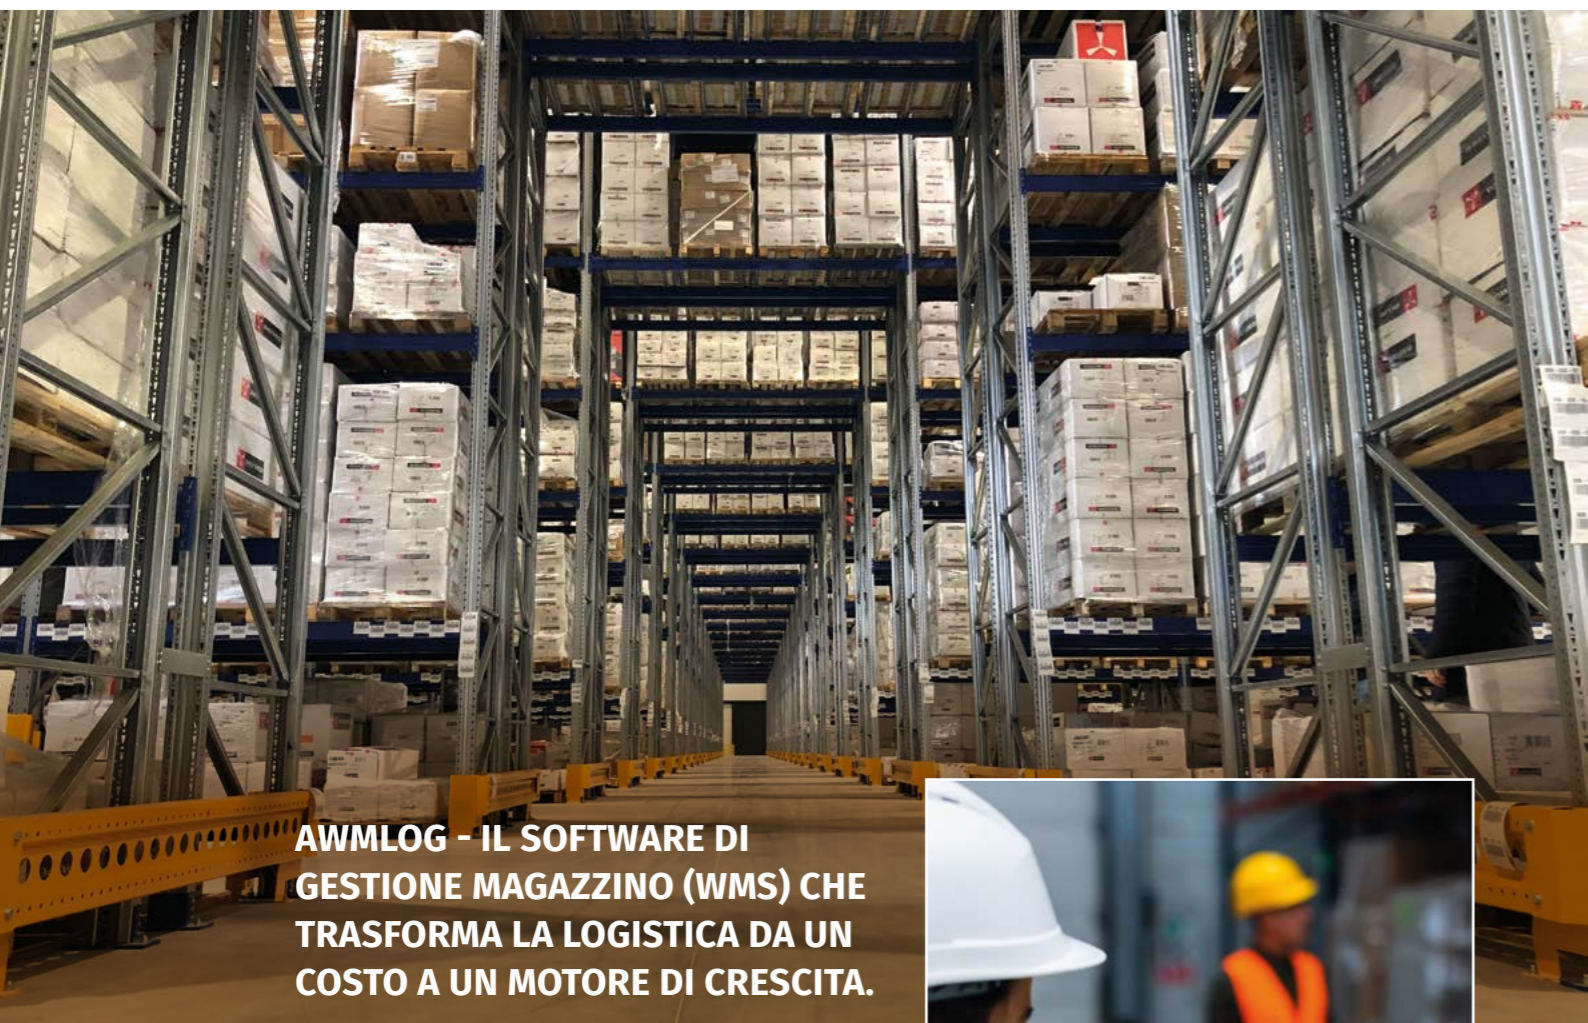 AWMLOG - IL SOFTWARE DI
GESTIONE MAGAZZINO (WMS) CHE
TRASFORMA LA LOGISTICA DA UN
COSTO A UN MOTORE DI CRESCITA.